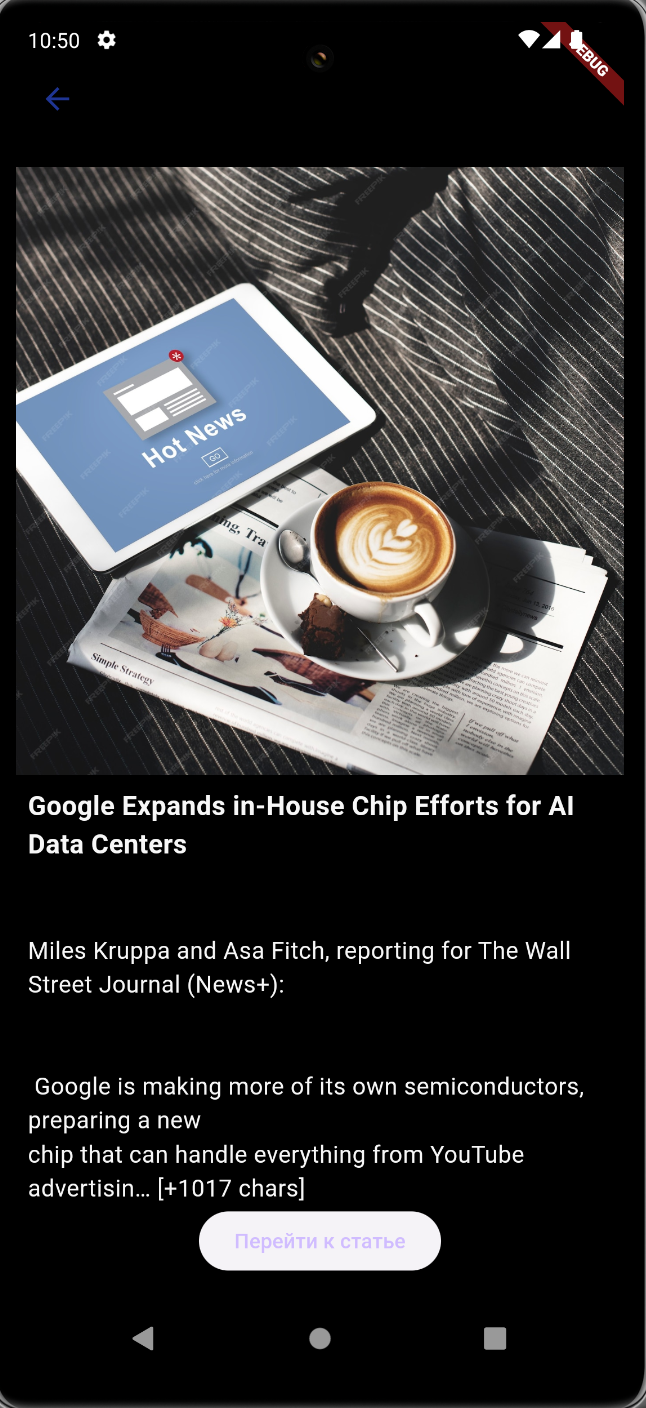 10:50
DEBUG
Hot News
GO
ing, Tra
Simple Strategy
Google Expands in-House Chip Efforts for AI
Data Centers
Miles Kruppa and Asa Fitch, reporting for The Wall
Street Journal (News+):
Google is making more of its own semiconductors,
preparing a new
chip that can handle everything from YouTube
advertisin… [+1017 chars]
Перейти к статье